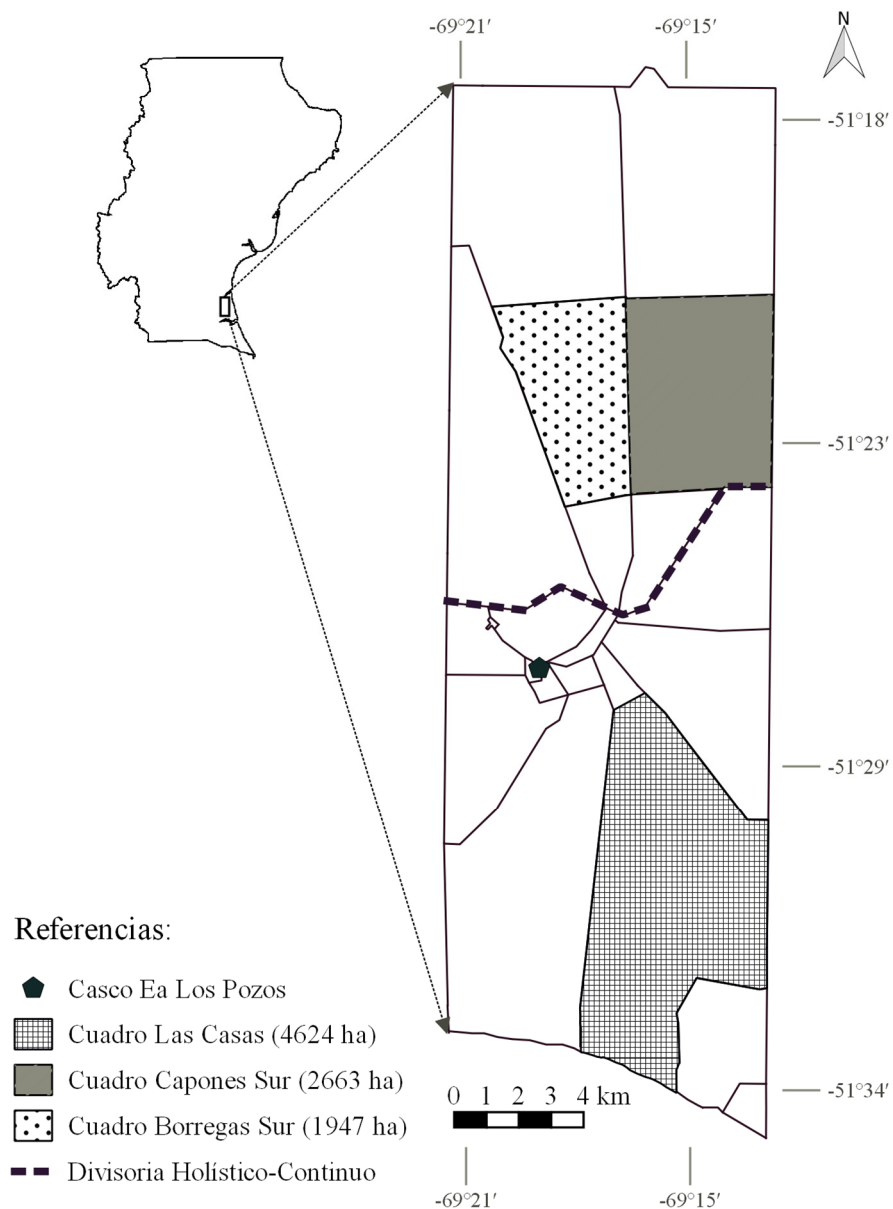 -69°21′ -69°15′
N
-51°18′
-51°23′
-51°29′
-51°34′
Referencias:
Casco Ea Los Pozos
Cuadro Las Casas (4624 ha)
Cuadro Capones Sur (2663 ha)
Cuadro Borregas Sur (1947 ha)
Divisoria Holístico-Continuo
0 1 2 3 4 km
-69°21′ -69°15′